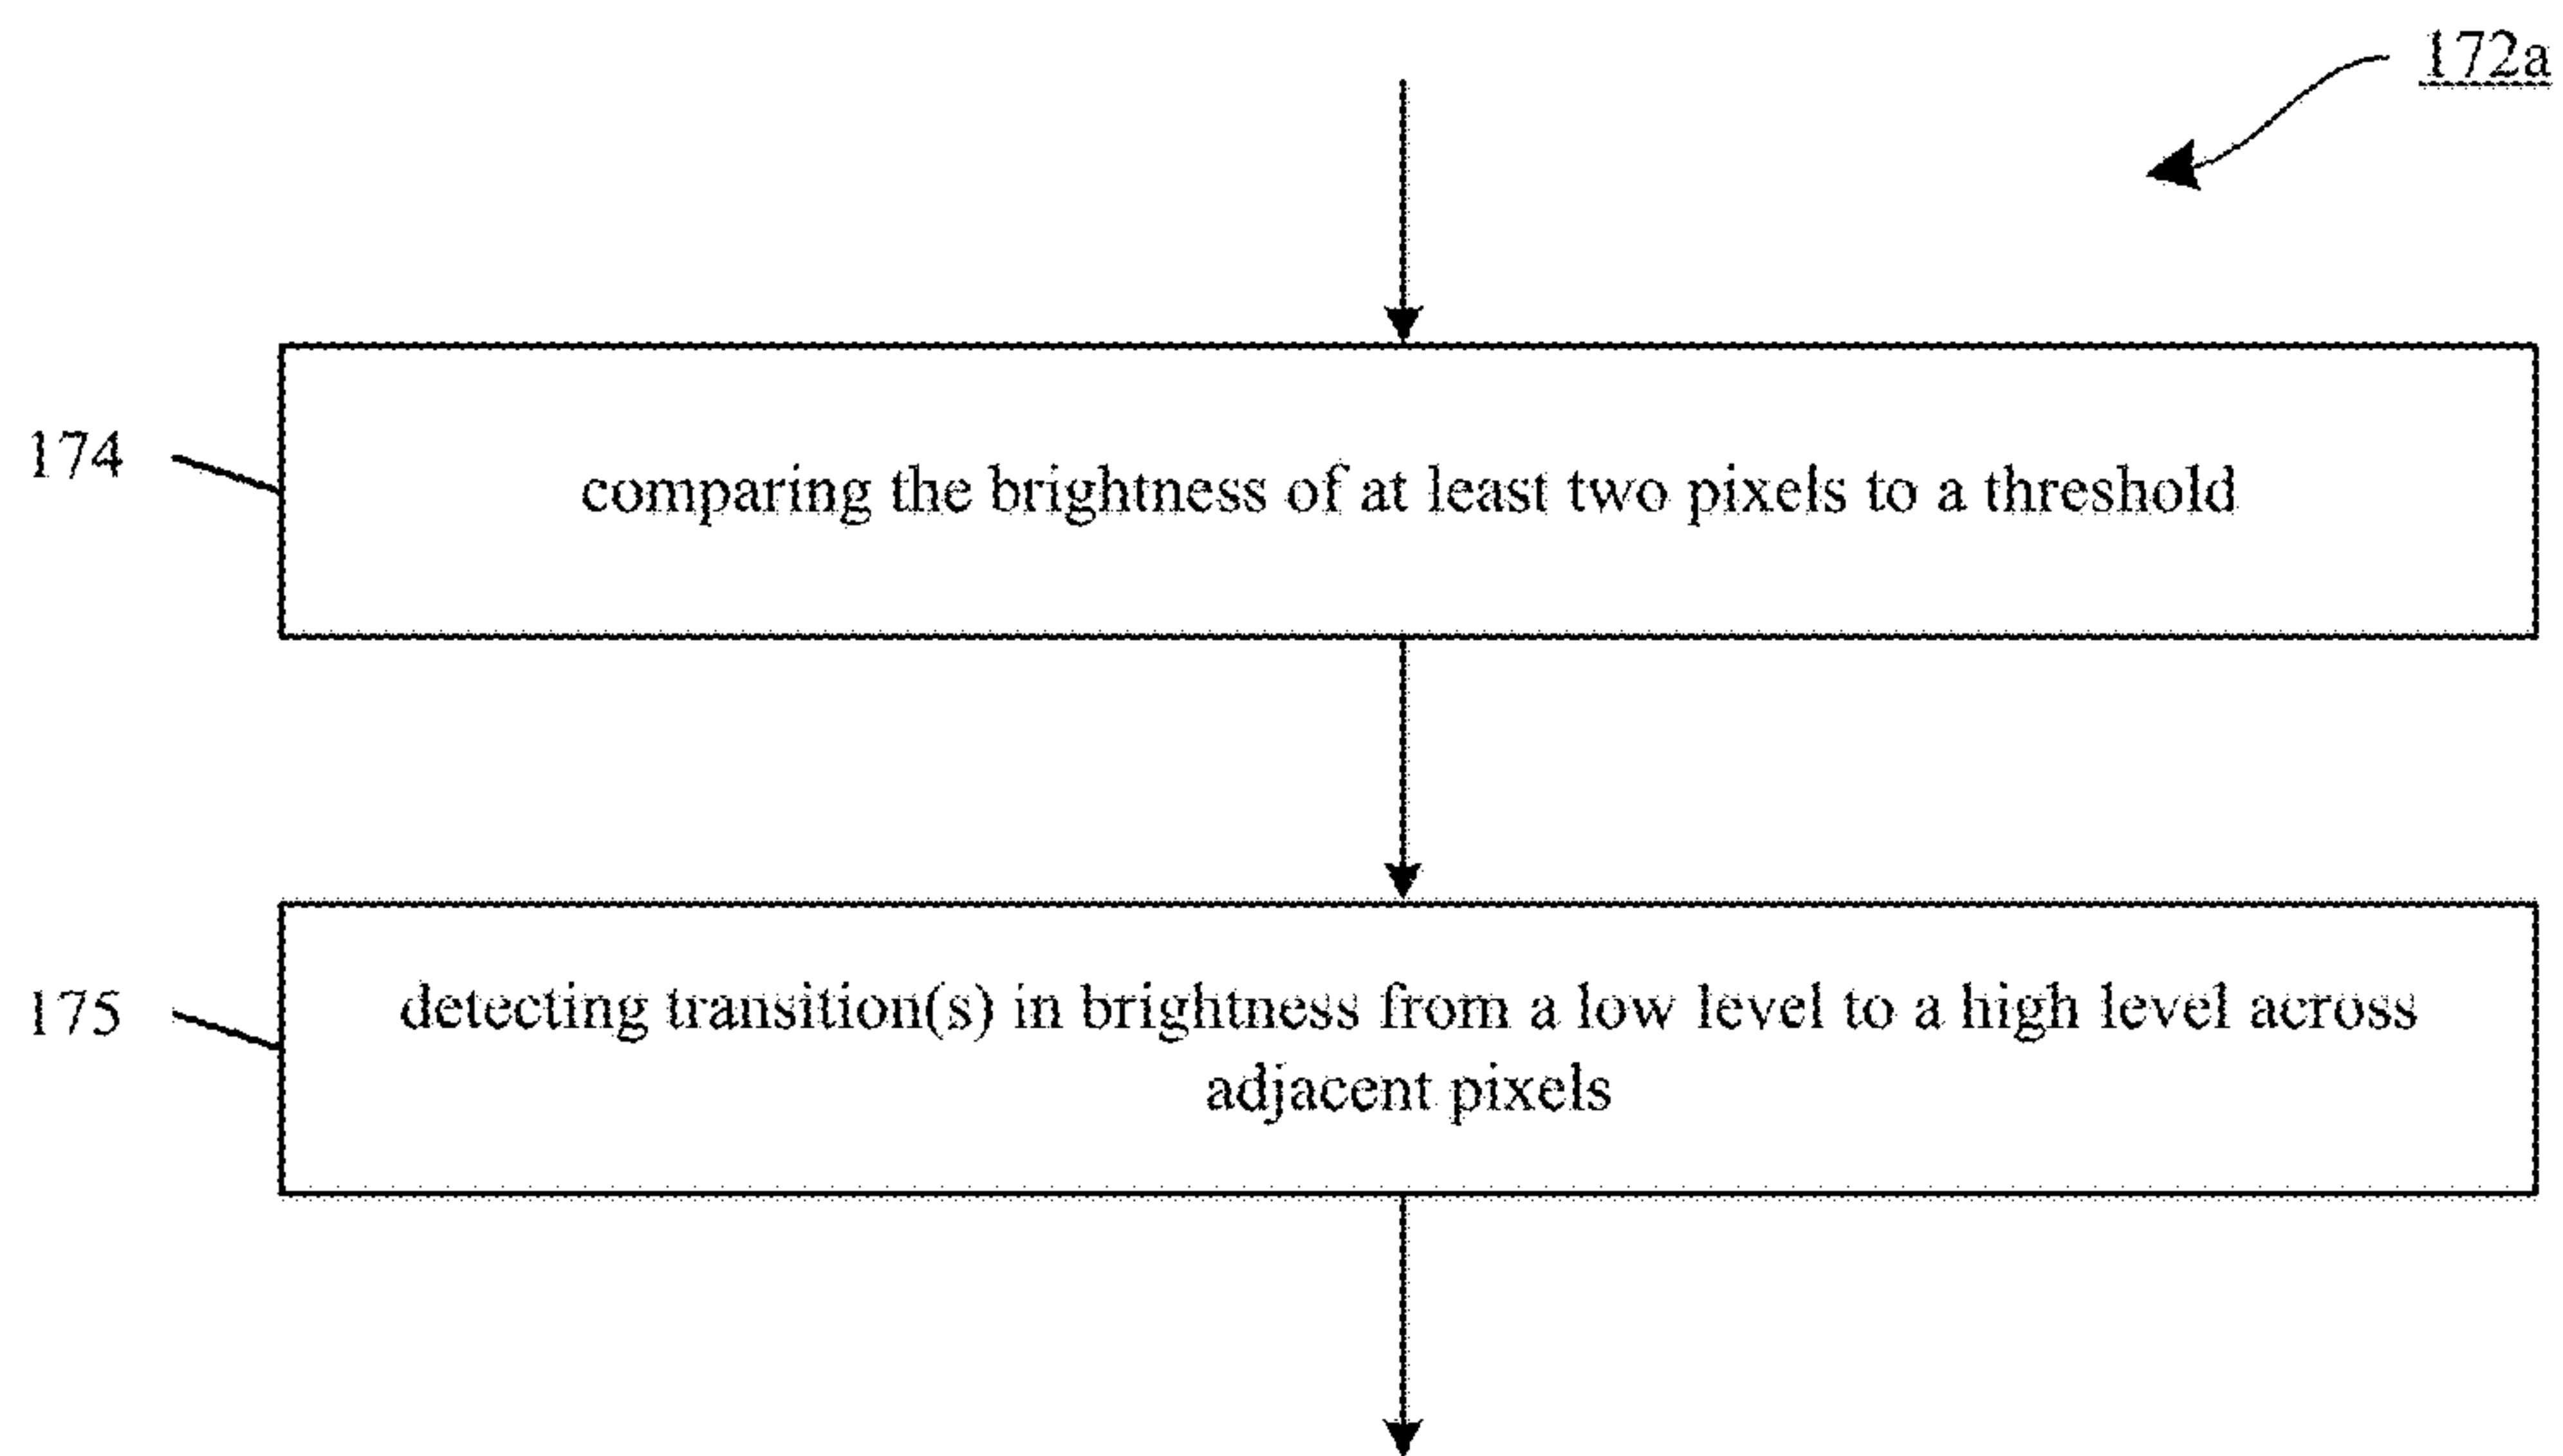 172a
174
comparing the brightness of at least two pixels to a threshold
175
detecting transition(s) in brightness from a low level to a high level across
adjacent pixels